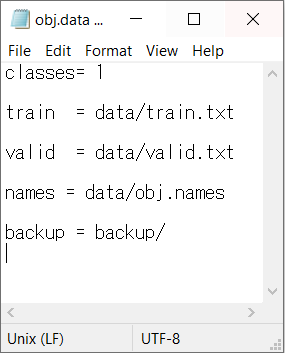 obj.data ...
File Edit Format View Help
classes= 1
train  = data/train.txt
valid  = data/valid.txt
names = data/obj.names
backup = backup/
Unix (LF) UTF-8